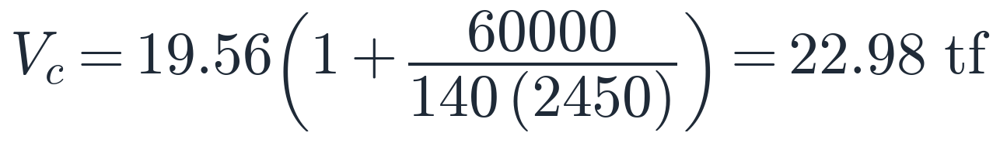 V_c = 19.56(1 + 60000/140 (2450)) = 22.98 tf